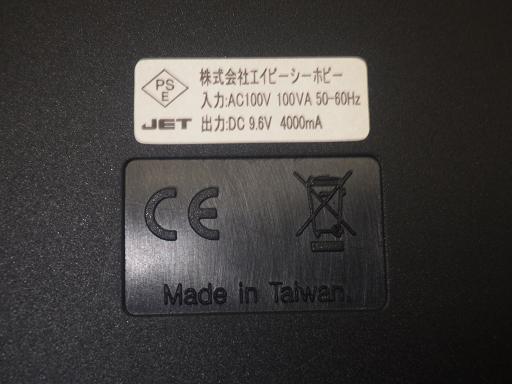 PS
E
株式会社エイビーシーホビー
入力:AC100V 100VA 50-60Hz
JET 出力:DC 9.6V 4000mA
CE
Made in Taiwan.